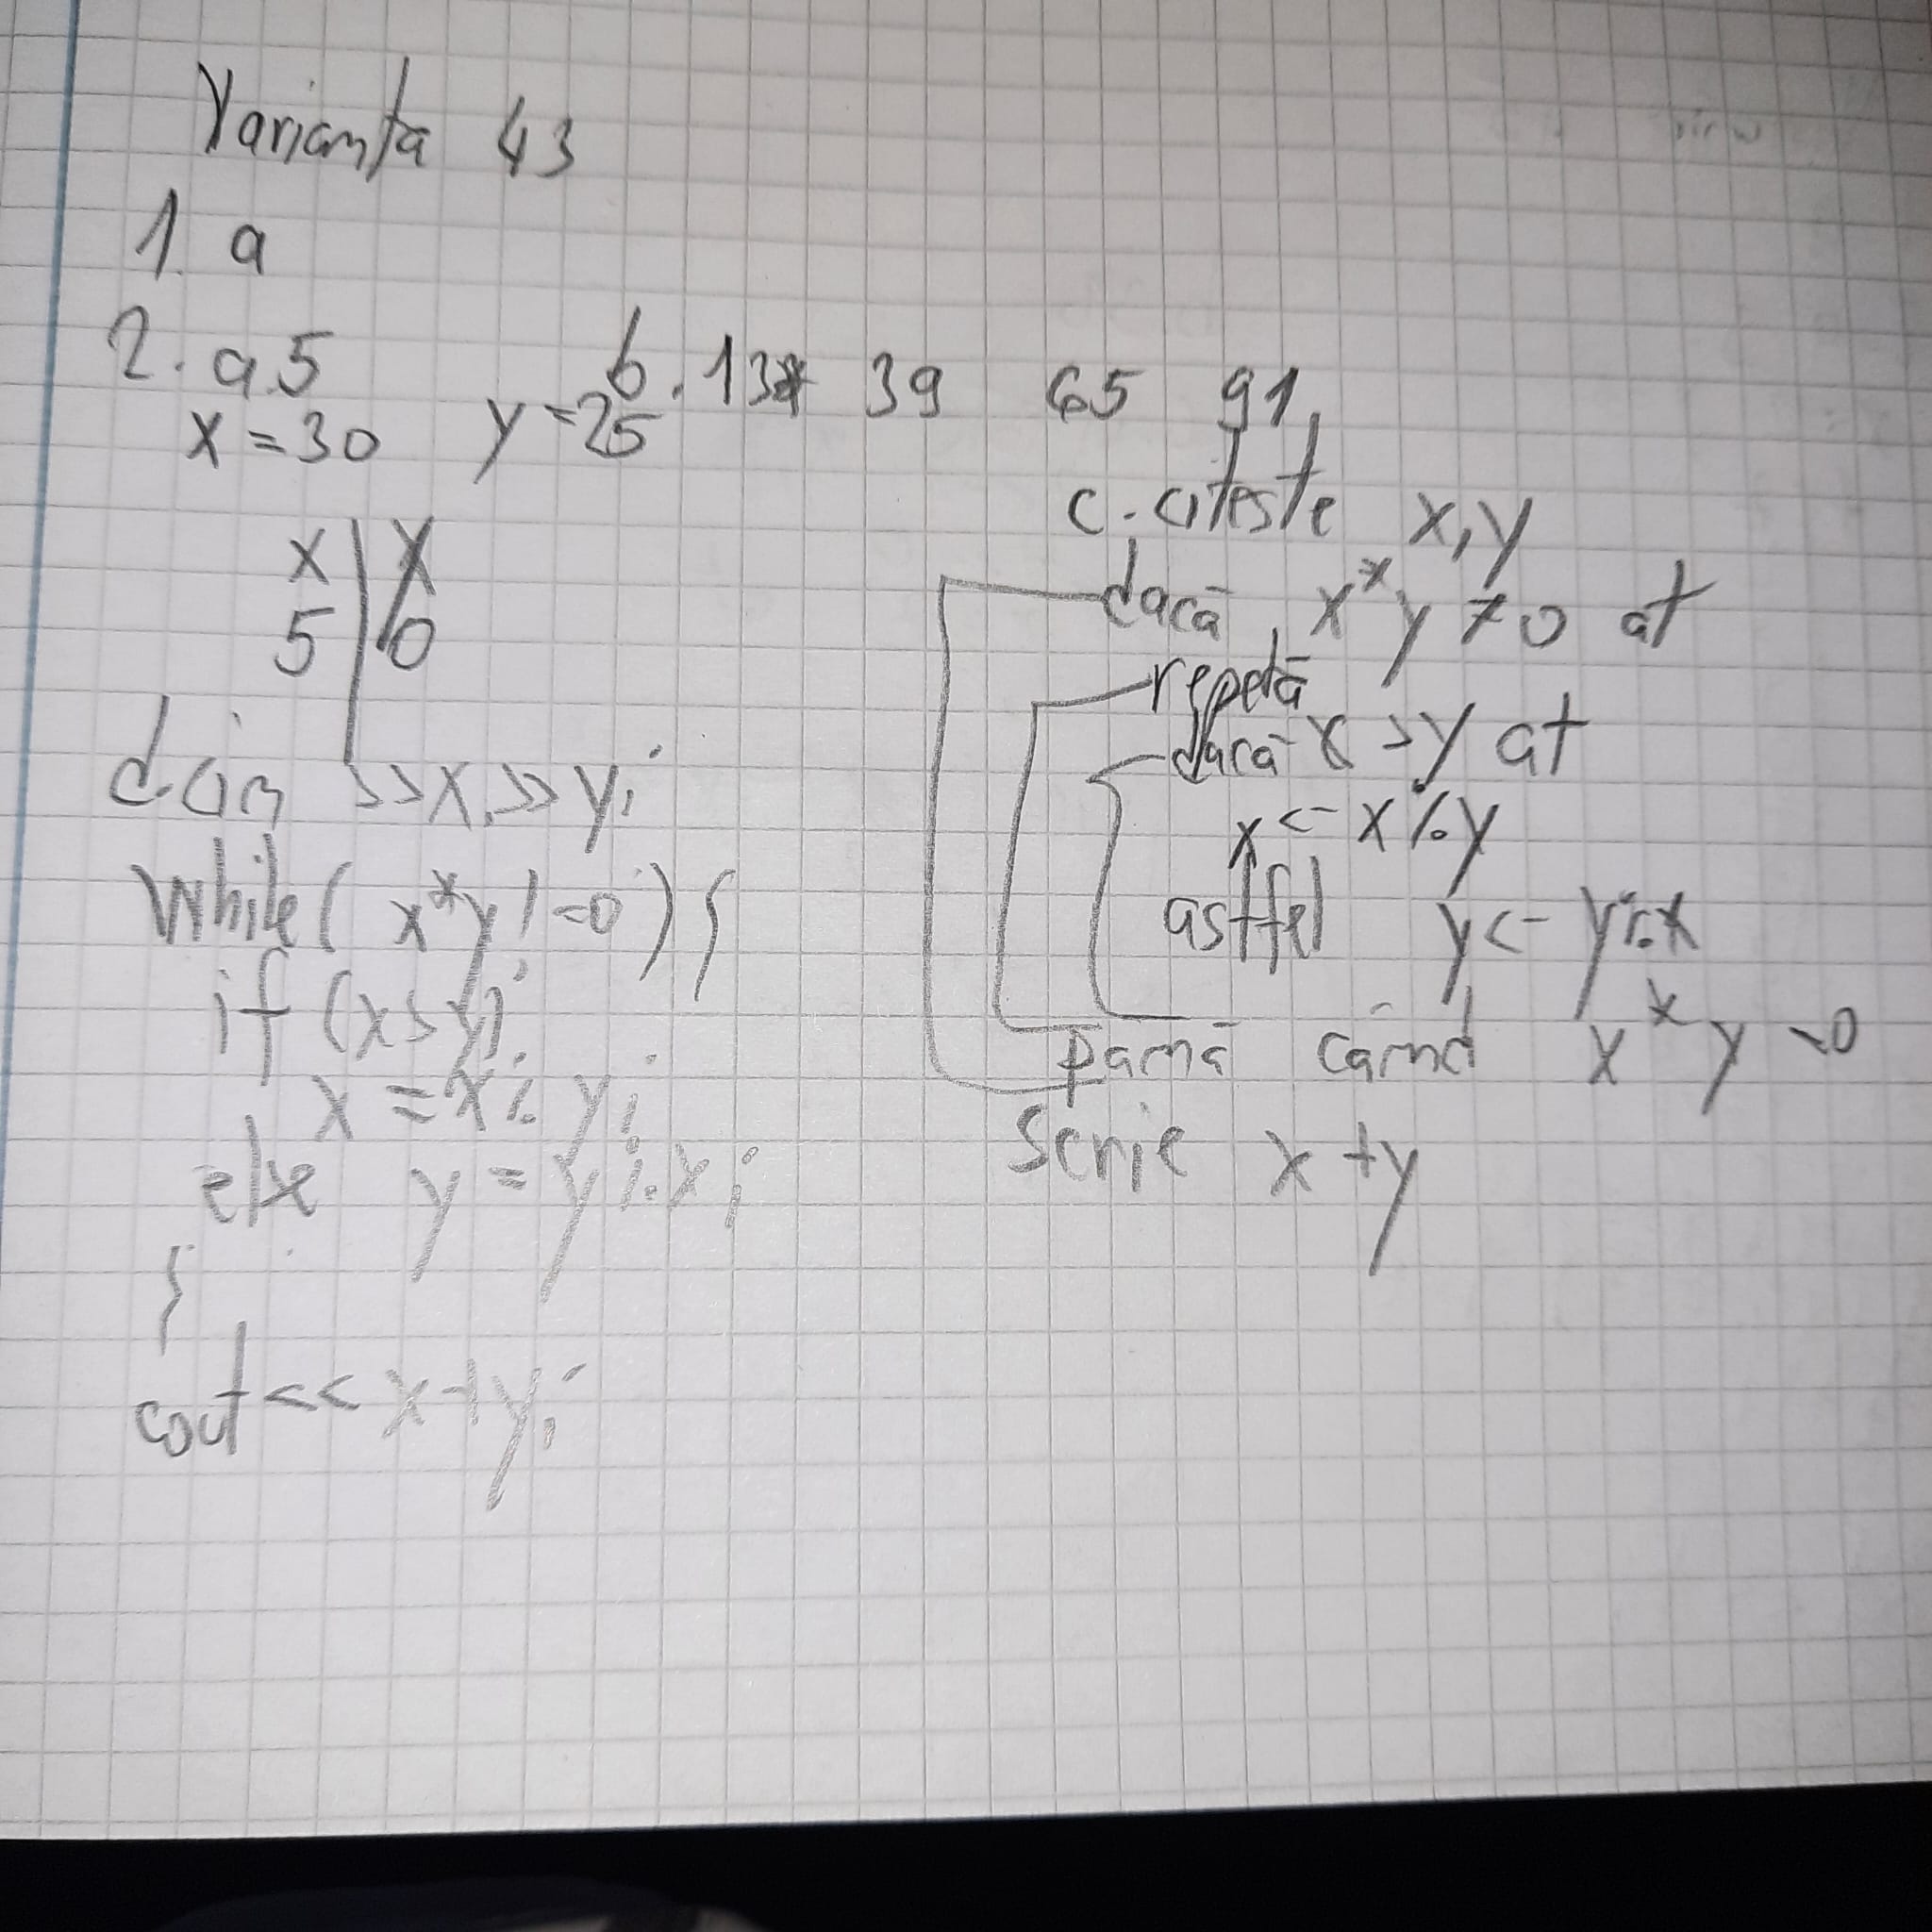 Varianta 43
1. a
2. a. 5 b. 13 39 65 91,
x = 30 y = 25
x | y
5 | 0
d. cin >> x >> y;
while( x*y != 0) {
if (x > y)
x = x % y;
else y = y % x;
}
cout << x + y;
c. citeste x, y
dacă x*y ≠ 0 at
repetă
dacă x > y at
x <- x % y
astfel y <- y % x
pană când x * y = 0
scrie x + y